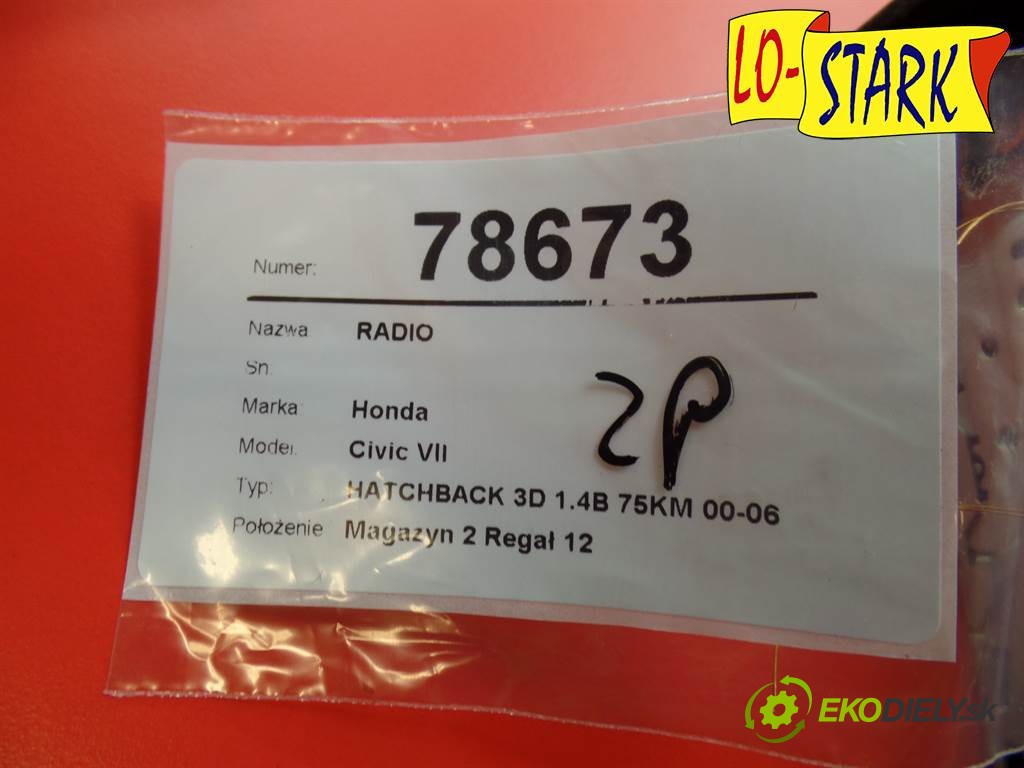 LO-STARK
78673
Numer:
Nazwa RADIO
Sn:
Marka: Honda
2P
Model: Civic VII
Typ: HATCHBACK 3D 1.4B 75KM 00-06
Położenie Magazyn 2 Regał 12
EKODIELY.sk